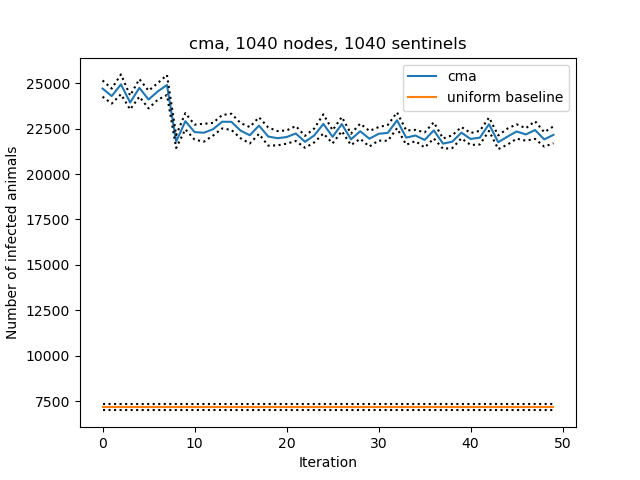 cma, 1040 nodes, 1040 sentinels
cma
uniform baseline
Number of infected animals
25000
22500
20000
17500
15000
12500
10000
7500
0 10 20 30 40 50
Iteration